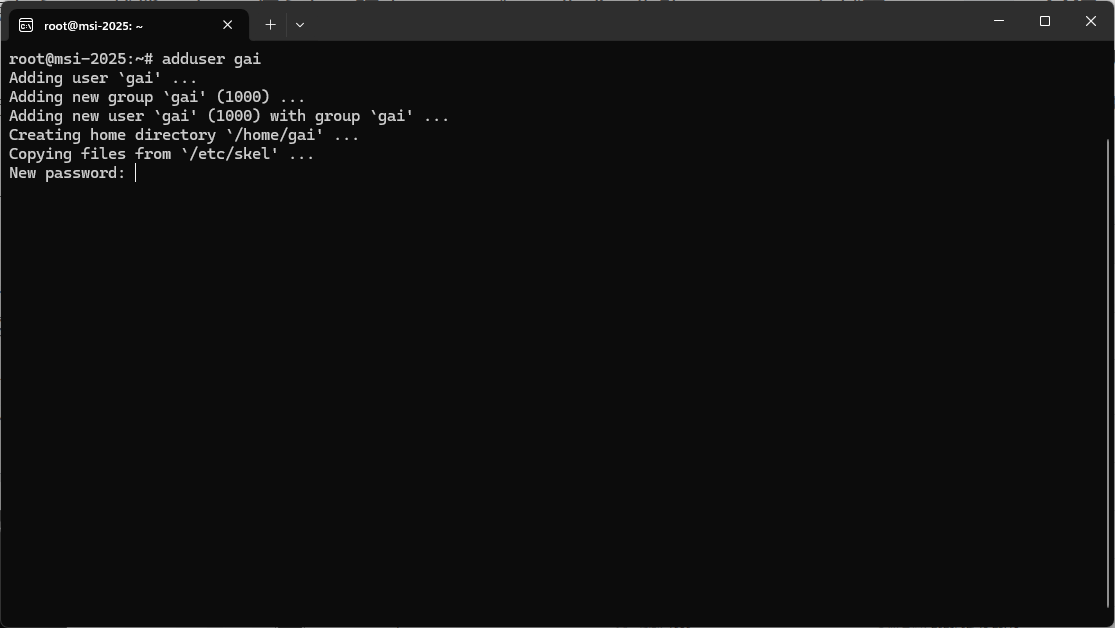 root@msi-2025: ~
root@msi-2025:~# adduser gai
Adding user `gai' ...
Adding new group `gai' (1000) ...
Adding new user `gai' (1000) with group `gai' ...
Creating home directory `/home/gai' ...
Copying files from `/etc/skel' ...
New password: